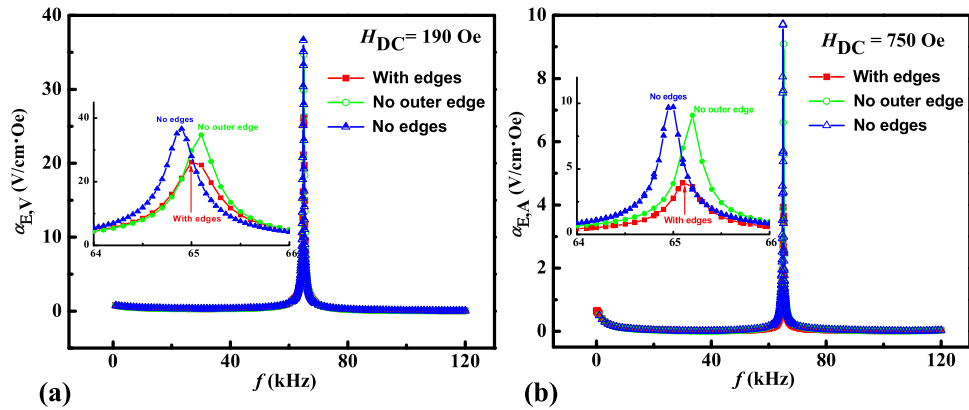 (a)
H_DC = 190 Oe
With edges
No outer edge
No edges
α_E,V (V/cm·Oe)
40
30
20
10
0
0
40
80
120
f (kHz)
No edges
No outer edge
With edges
40
30
20
10
0
64
65
66
(b)
H_DC = 750 Oe
With edges
No outer edge
No edges
α_E,A (V/cm·Oe)
10
8
6
4
2
0
0
40
80
120
f (kHz)
No edges
No outer edge
With edges
10
5
0
64
65
66